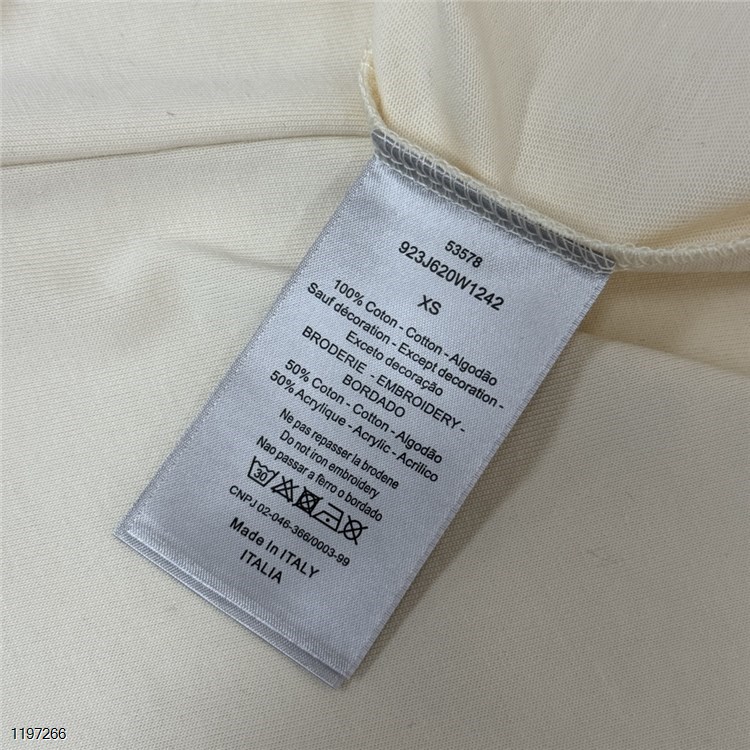 53578
923J620W1242
XS
100% Coton - Cotton - Algodão
Sauf décoration - Except decoration -
Exceto decoração
BRODERIE - EMBROIDERY -
BORDADO
50% Coton - Cotton - Algodão
50% Acrylique - Acrylic - Acrilico
Ne pas repasser la brodene
Do not iron embroidery
Nao passar a ferro o bordado
30
CNPJ 02-046-366/0003-99
Made In ITALY
ITALIA
1197266